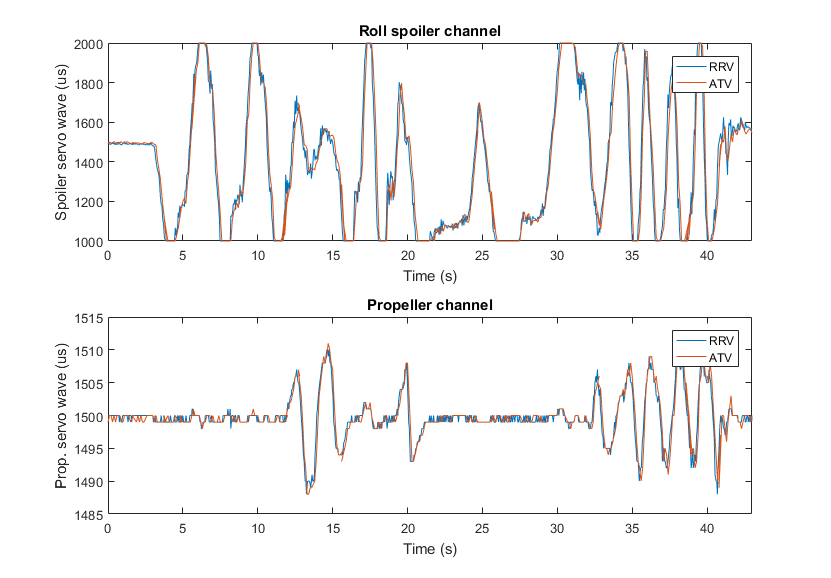 Roll spoiler channel
Spoiler servo wave (us)
2000
1800
1600
1400
1200
1000
RRV
ATV
0 5 10 15 20 25 30 35 40
Time (s)
Propeller channel
Prop. servo wave (us)
1515
1510
1505
1500
1495
1490
1485
RRV
ATV
0 5 10 15 20 25 30 35 40
Time (s)